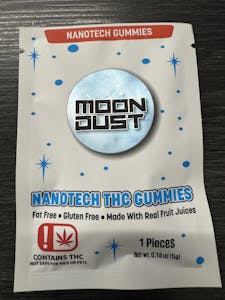 NANOTECH GUMMIES
MOON
DUST
NANOTECH THC GUMMIES
Fat Free • Gluten Free • Made With Real Fruit Juices
!
CONTAINS THC
NOT SAFE FOR KIDS OR PETS.
1 Pieces
Net wt. 0.18 oz (5g)